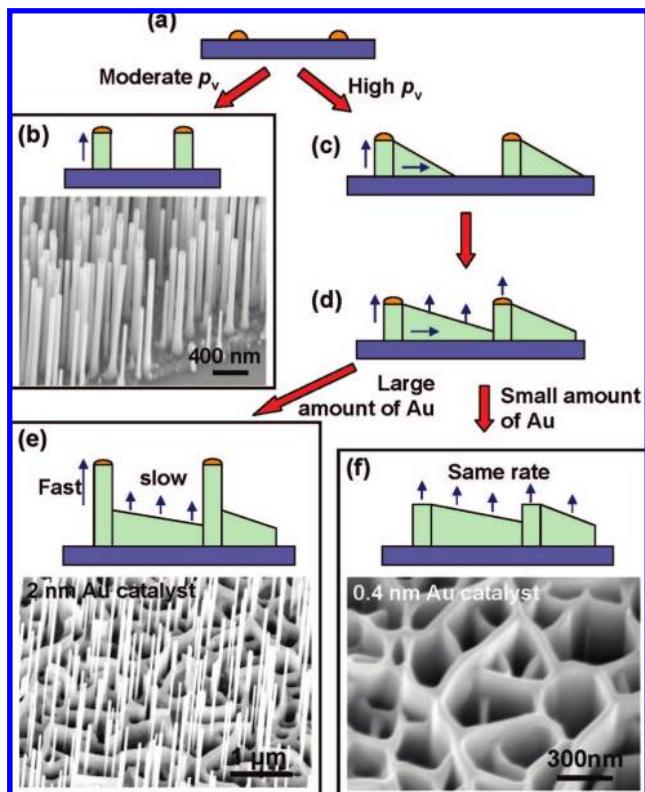 (a)
Moderate pv
High pv
(b)
(c)
400 nm
(d)
Large
amount of Au
Small amount
of Au
(e)
Fast
slow
2 nm Au catalyst
1 µm
(f)
Same rate
0.4 nm Au catalyst
300nm